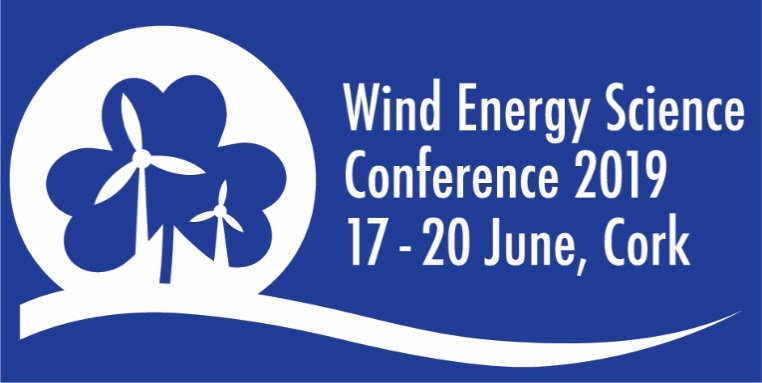 Wind Energy Science
Conference 2019
17 - 20 June, Cork